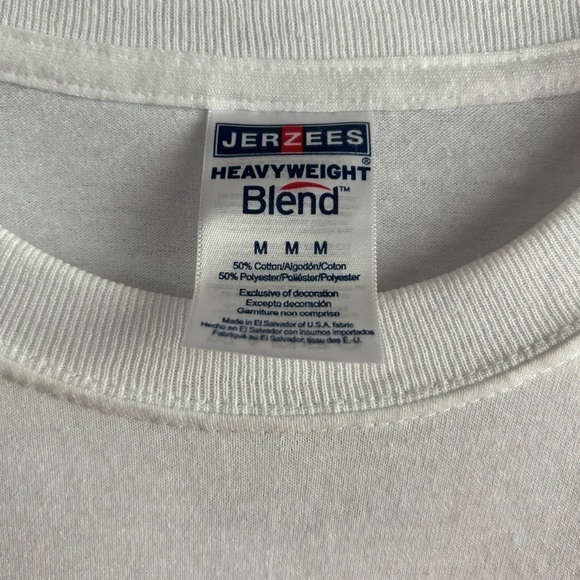 JERZEES
HEAVYWEIGHT®
Blend™
M M M
50% Cotton/Algodón/Coton
50% Polyester/Poliéster/Polyester
Exclusive of decoration
Excepto decoración
Garniture non comprise
Made in El Salvador of U.S.A. fabric
Hecho en El Salvador con insumos importados
Fabriqué au El Salvador, tissu des É.-U.